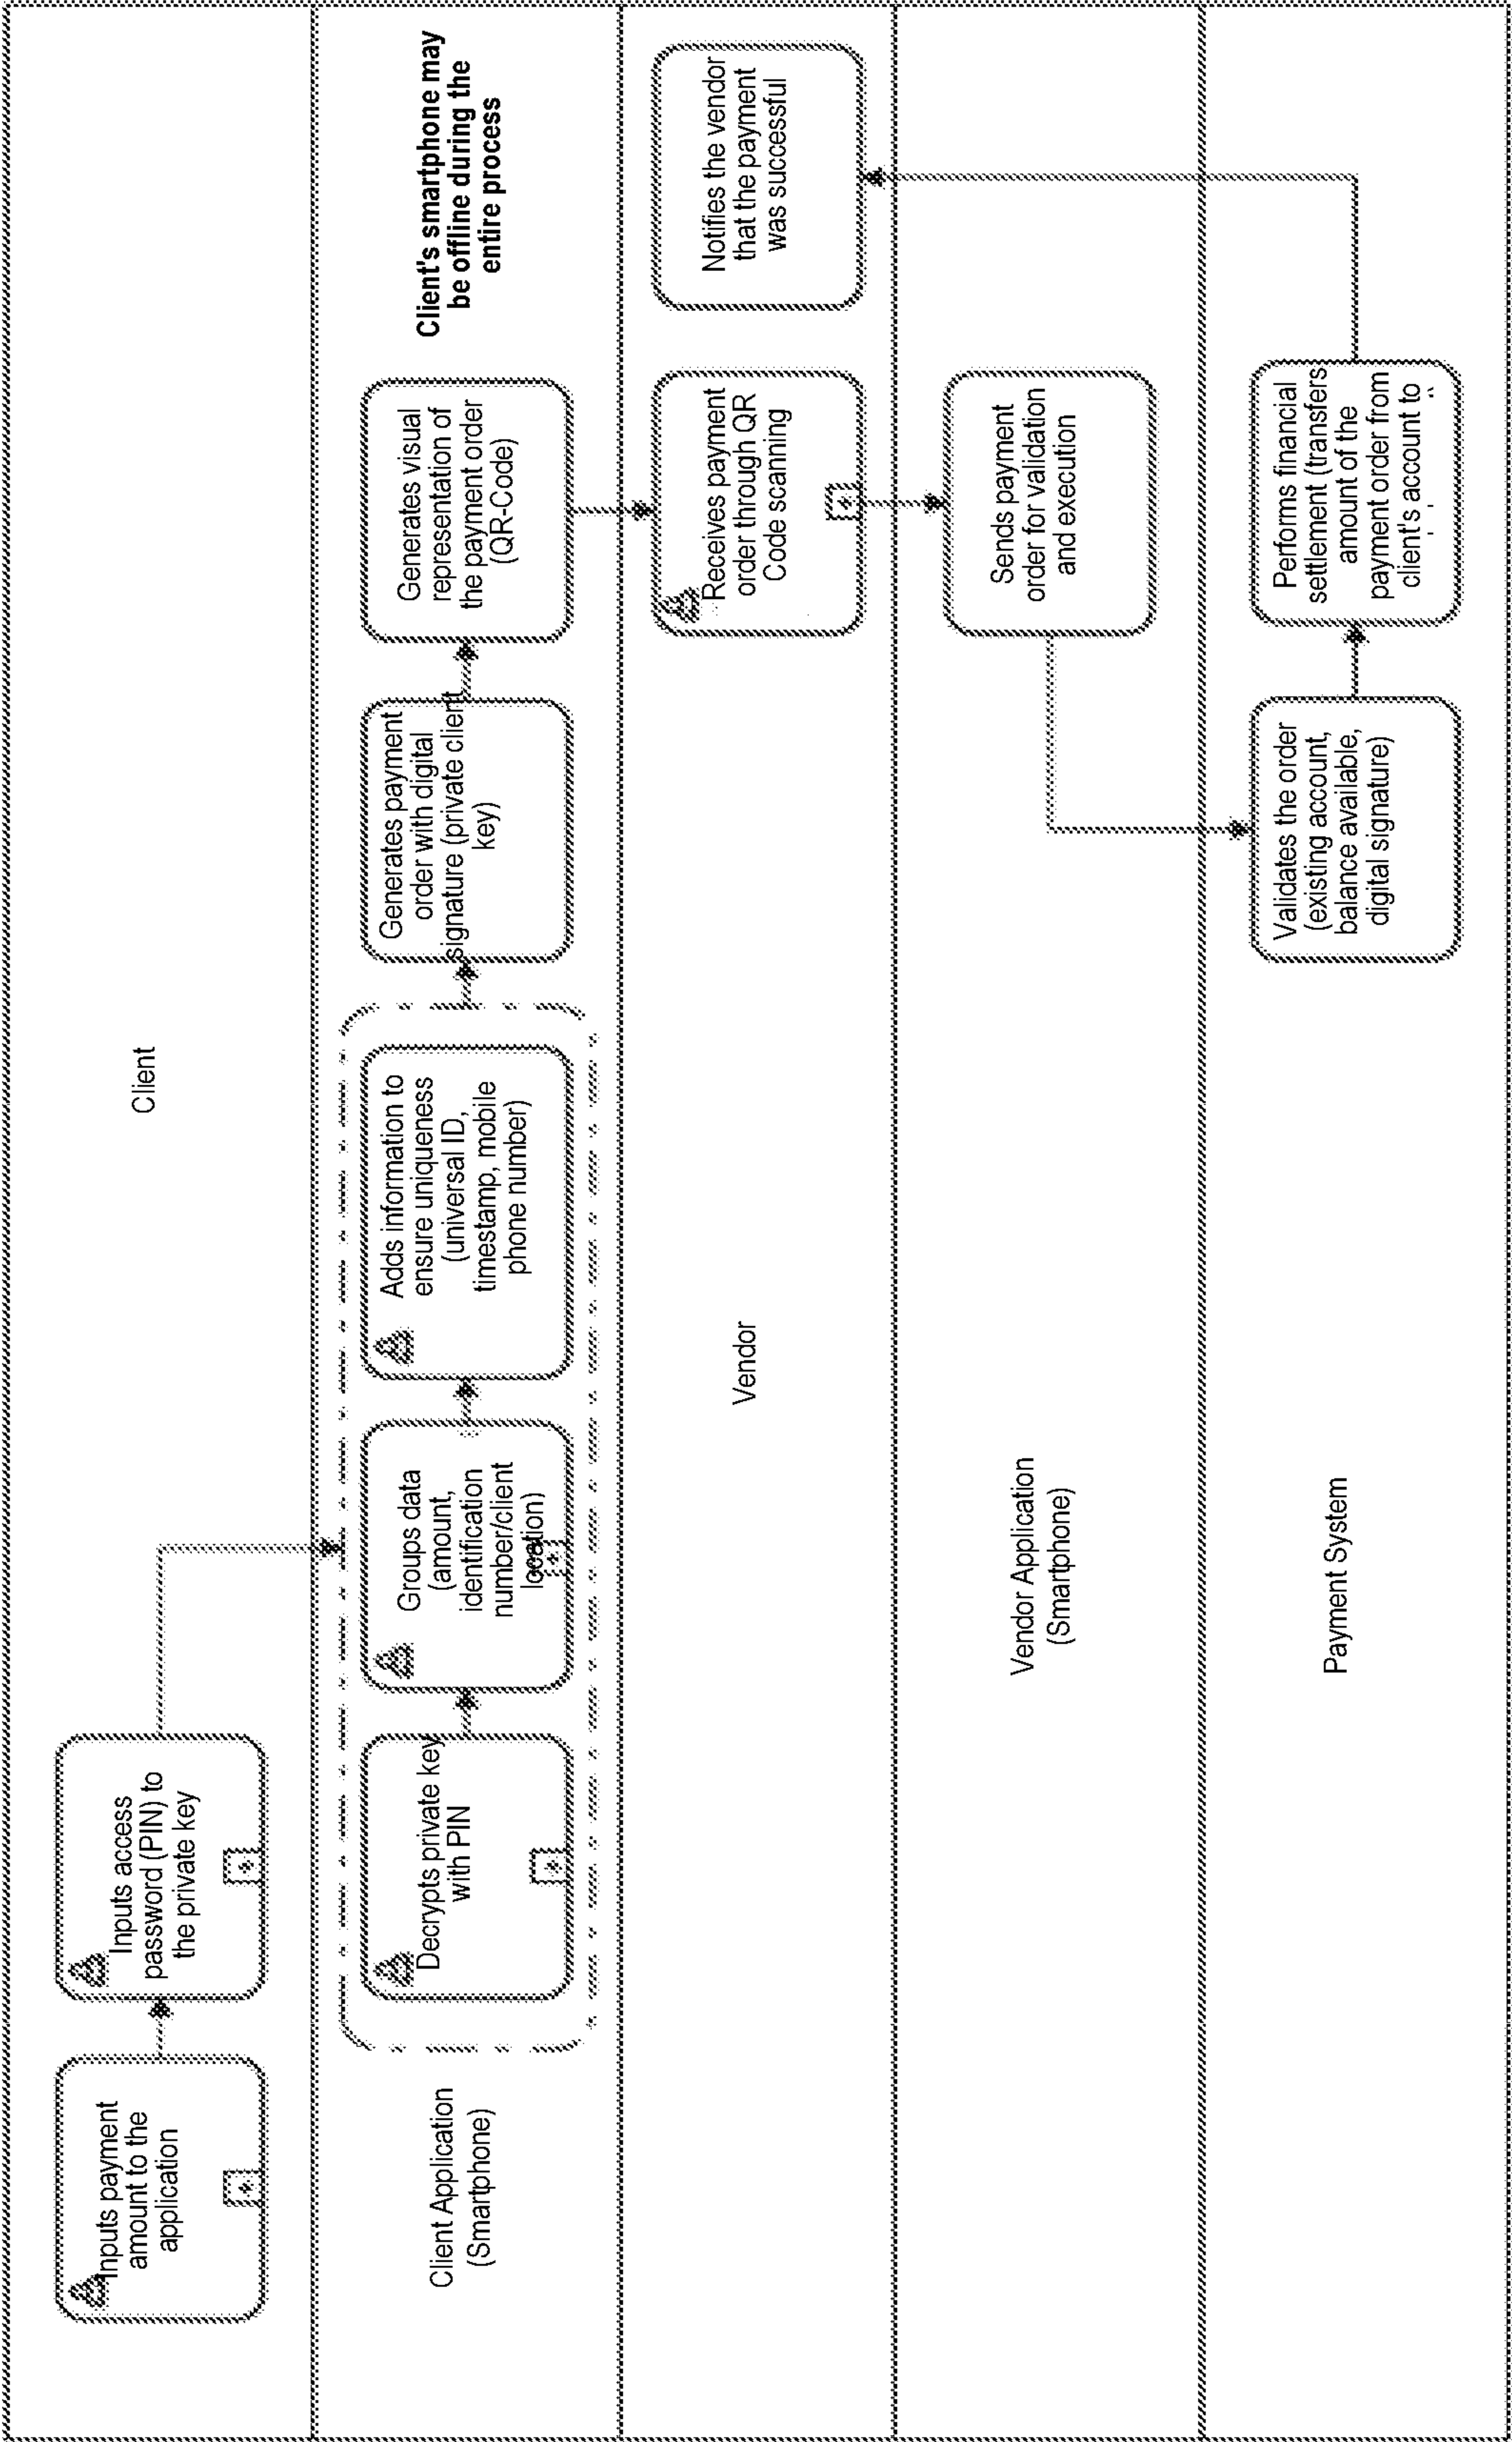 Client
Inputs payment
amount to the
application
Inputs access
password (PIN) to
the private key
Client Application
(Smartphone)
Decrypts private key
with PIN
Groups data
(amount,
identification
number/client
location)
Adds information to
ensure uniqueness
(universal ID,
timestamp, mobile
phone number)
Generates payment
order with digital
signature (private client
key)
Generates visual
representation of
the payment order
(QR-Code)
Client's smartphone may
be offline during the
entire process
Vendor
Receives payment
order through QR
Code scanning
Notifies the vendor
that the payment
was successful
Vendor Application
(Smartphone)
Sends payment
order for validation
and execution
Payment System
Validates the order
(existing account,
balance available,
digital signature)
Performs financial
settlement (transfers
amount of the
payment order from
client's account to